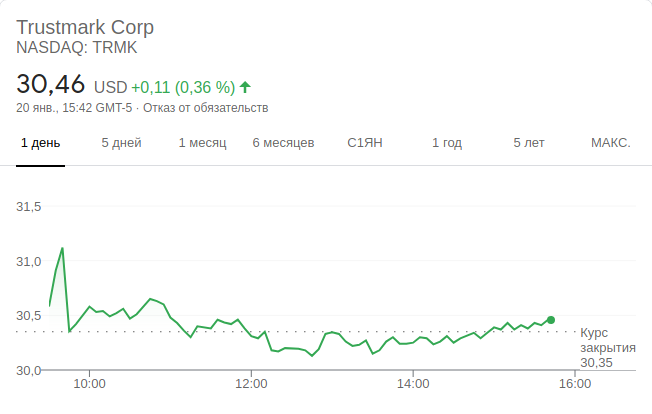 Trustmark Corp
NASDAQ: TRMK
30,46 USD +0,11 (0,36 %)
20 янв., 15:42 GMT-5 · Отказ от обязательств
1 день 5 дней 1 месяц 6 месяцев С1ЯН 1 год 5 лет МАКС.
31,5
31,0
30,5
30,0
Курс
закрытия
30,35
10:00 12:00 14:00 16:00